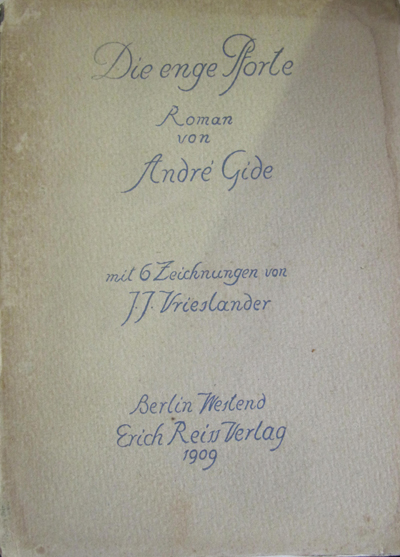 Die enge Pforte
Roman
von
André Gide
mit 6 Zeichnungen von
J. J. Vrieslander
Berlin Westend
Erich Reiss Verlag
1909